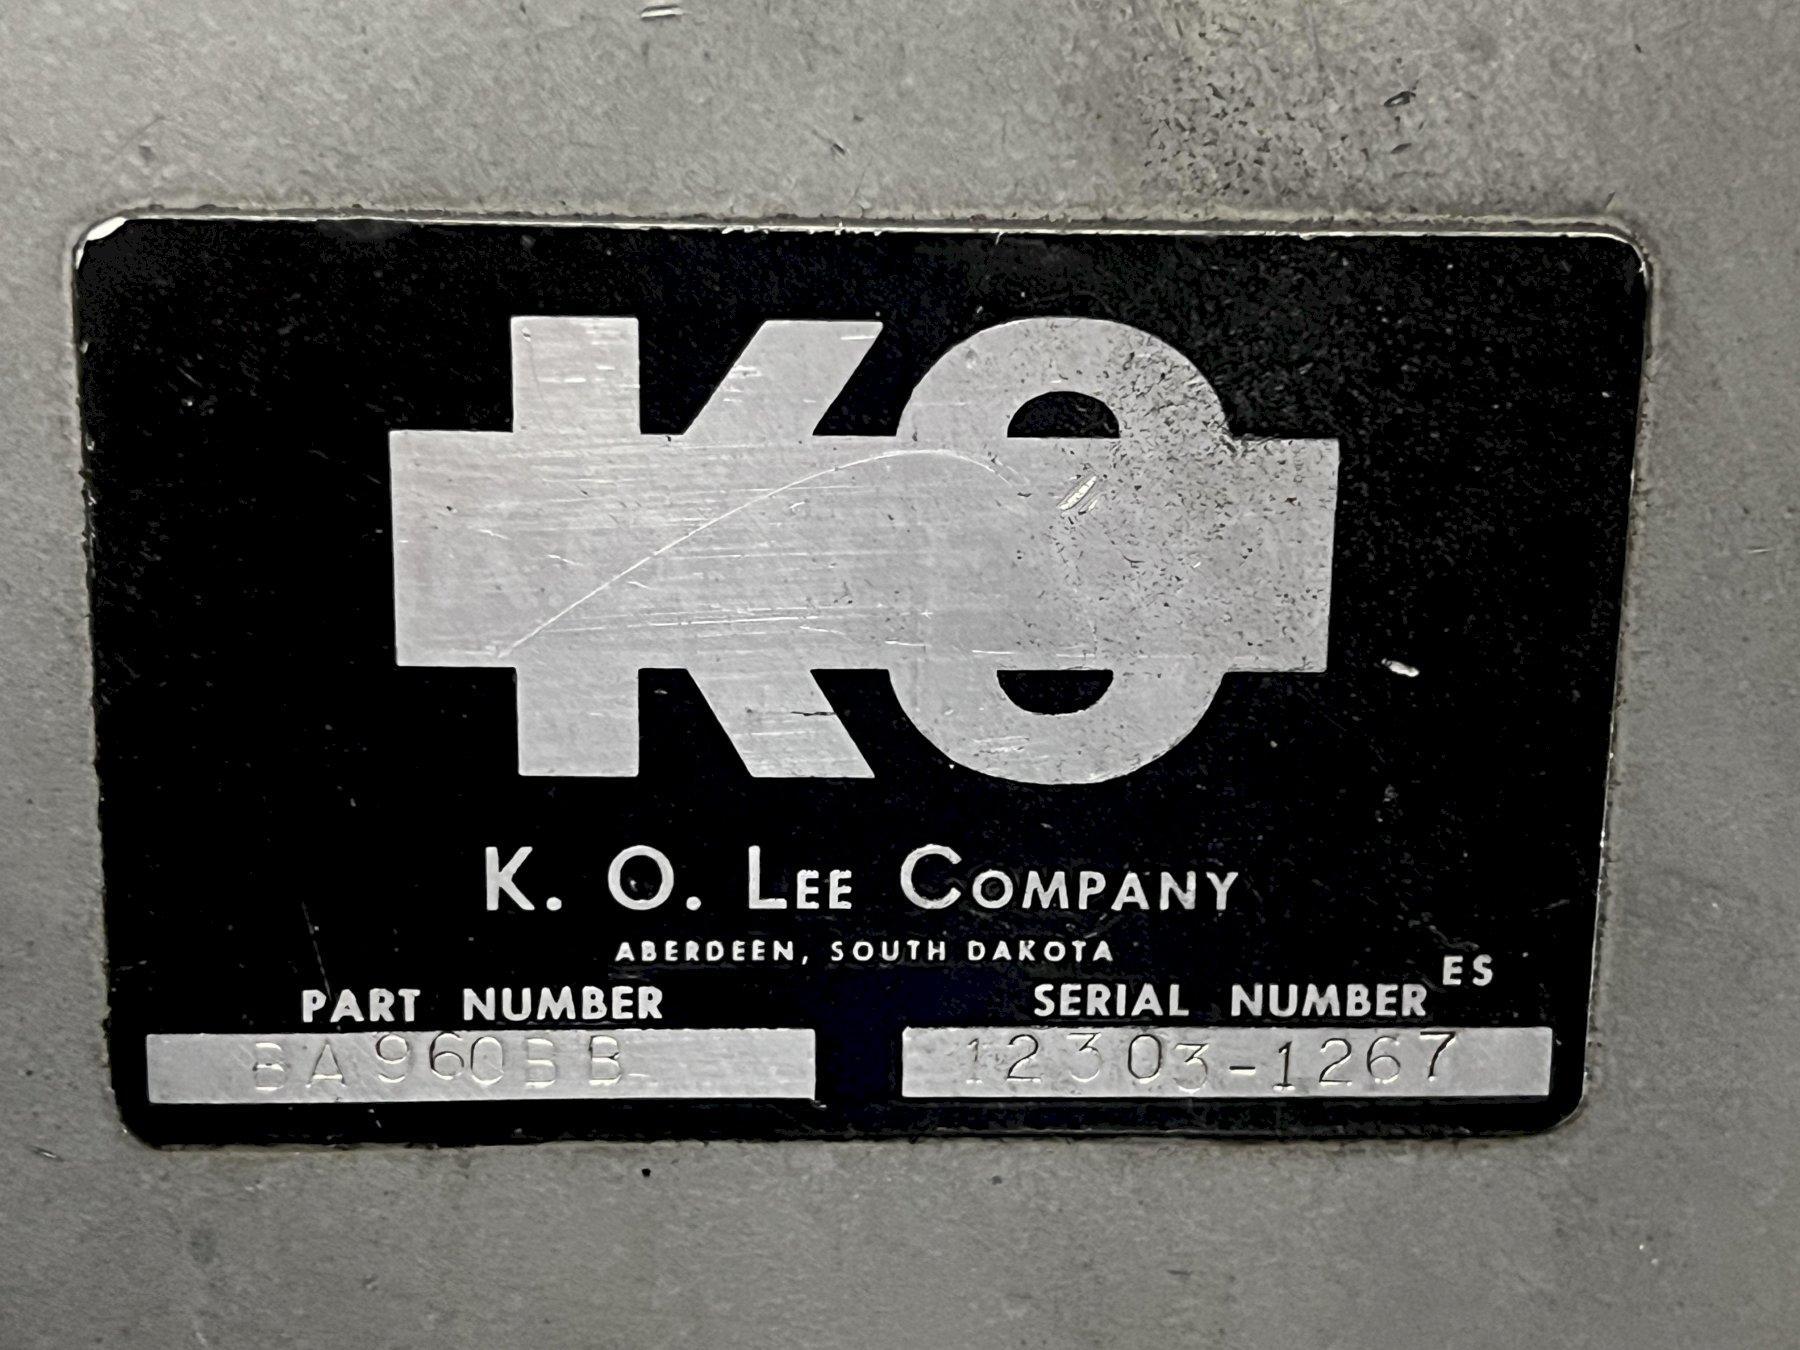 KO
K. O. LEE COMPANY
ABERDEEN, SOUTH DAKOTA
ES
PART NUMBER SERIAL NUMBER
BA960BB 12303-1267